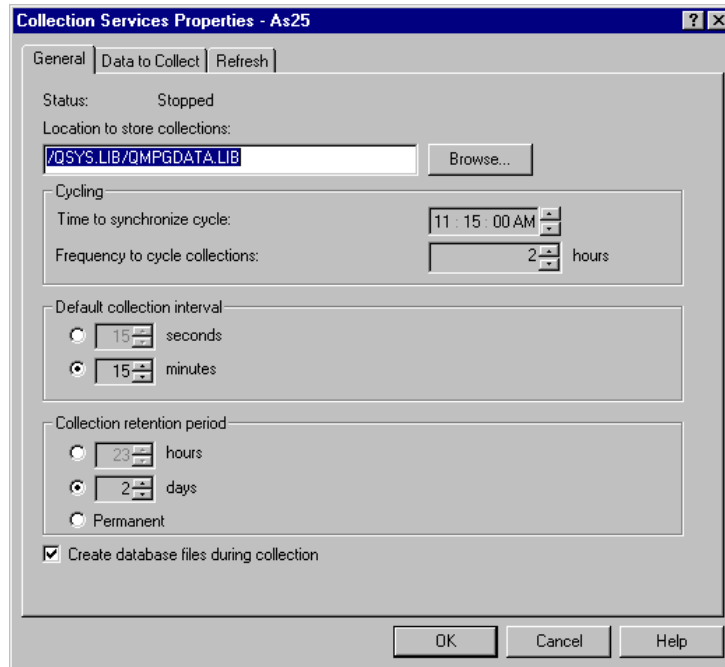 Collection Services Properties - As25
General Data to Collect Refresh
Status: Stopped
Location to store collections:
/QSYS.LIB/QMPGDATA.LIB Browse...
Cycling
Time to synchronize cycle: 11 : 15 : 00 AM
Frequency to cycle collections: 2 hours
Default collection interval
15 seconds
15 minutes
Collection retention period
23 hours
2 days
Permanent
Create database files during collection
OK Cancel Help